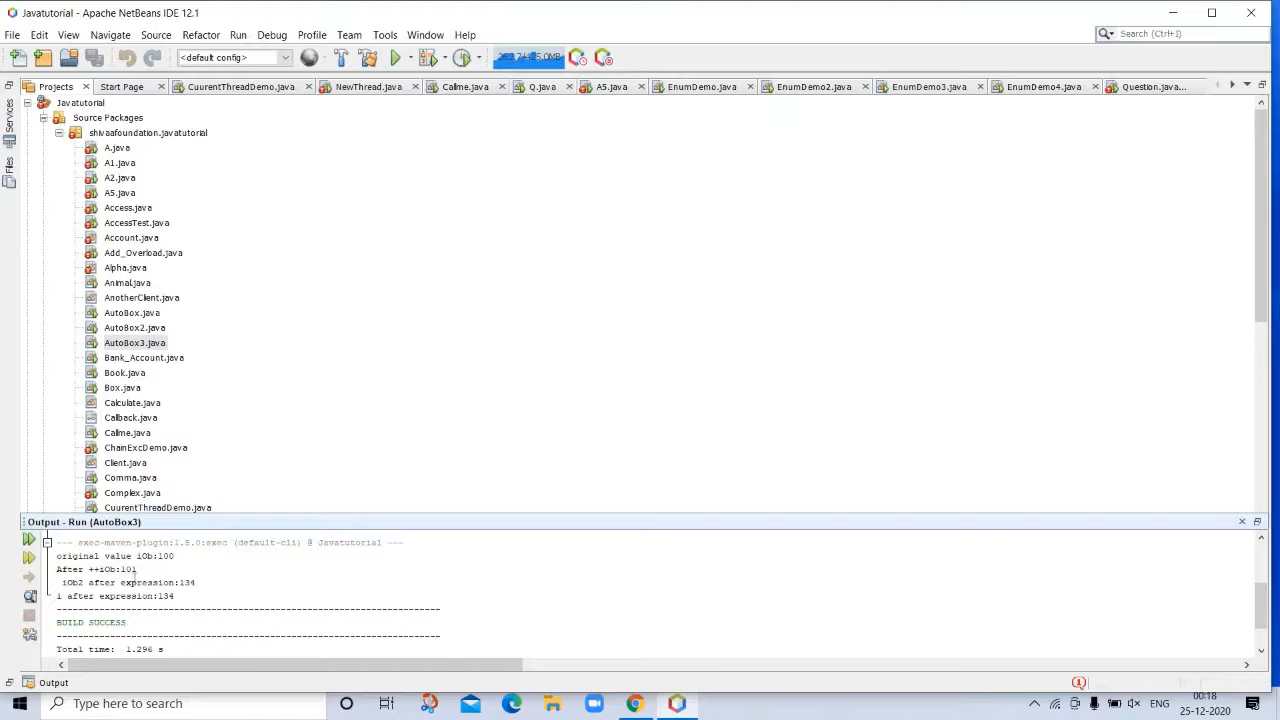 Javatutorial - Apache NetBeans IDE 12.1
File Edit View Navigate Source Refactor Run Debug Profile Team Tools Window Help
Search (Ctrl+I)
<default config>
Projects Start Page CuurentThreadDemo.java NewThread.java Callme.java Q.java A5.java EnumDemo.java EnumDemo2.java EnumDemo3.java EnumDemo4.java Question.java...
Services
Files
Javatutorial
Source Packages
shivaafoundation.javatutorial
A.java
A1.java
A2.java
A5.java
Access.java
AccessTest.java
Account.java
Add_Overload.java
Alpha.java
Animal.java
AnotherClient.java
AutoBox.java
AutoBox2.java
AutoBox3.java
Bank_Account.java
Book.java
Box.java
Calculate.java
Callback.java
Callme.java
ChainExcDemo.java
Client.java
Comma.java
Complex.java
CuurentThreadDemo.java
Output - Run (AutoBox3)
--- exec-maven-plugin:1.5.0:exec (default-cli) @ Javatutorial ---
original value iOb:100
After ++iOb:101
iOb2 after expression:134
i after expression:134
------------------------------------------------------------------------
BUILD SUCCESS
------------------------------------------------------------------------
Total time: 1.296 s
Output
Type here to search
ENG
00:18
25-12-2020